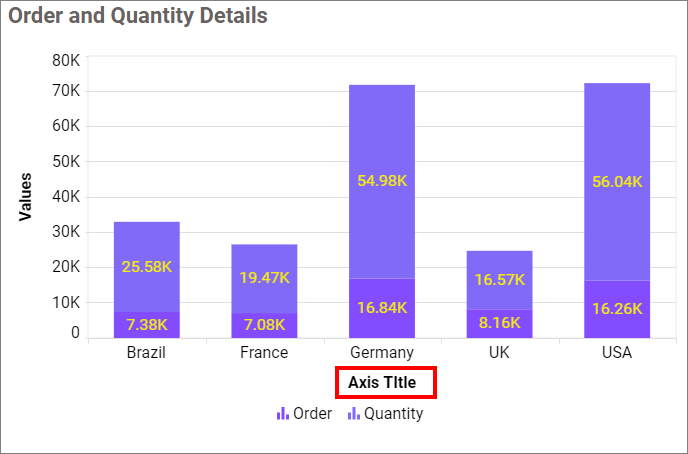 Order and Quantity Details
80K
70K
60K
50K
40K
30K
20K
10K
0
Values
54.98K
56.04K
25.58K
19.47K
16.57K
7.38K
7.08K
16.84K
8.16K
16.26K
Brazil France Germany UK USA
Axis TItle
Order Quantity